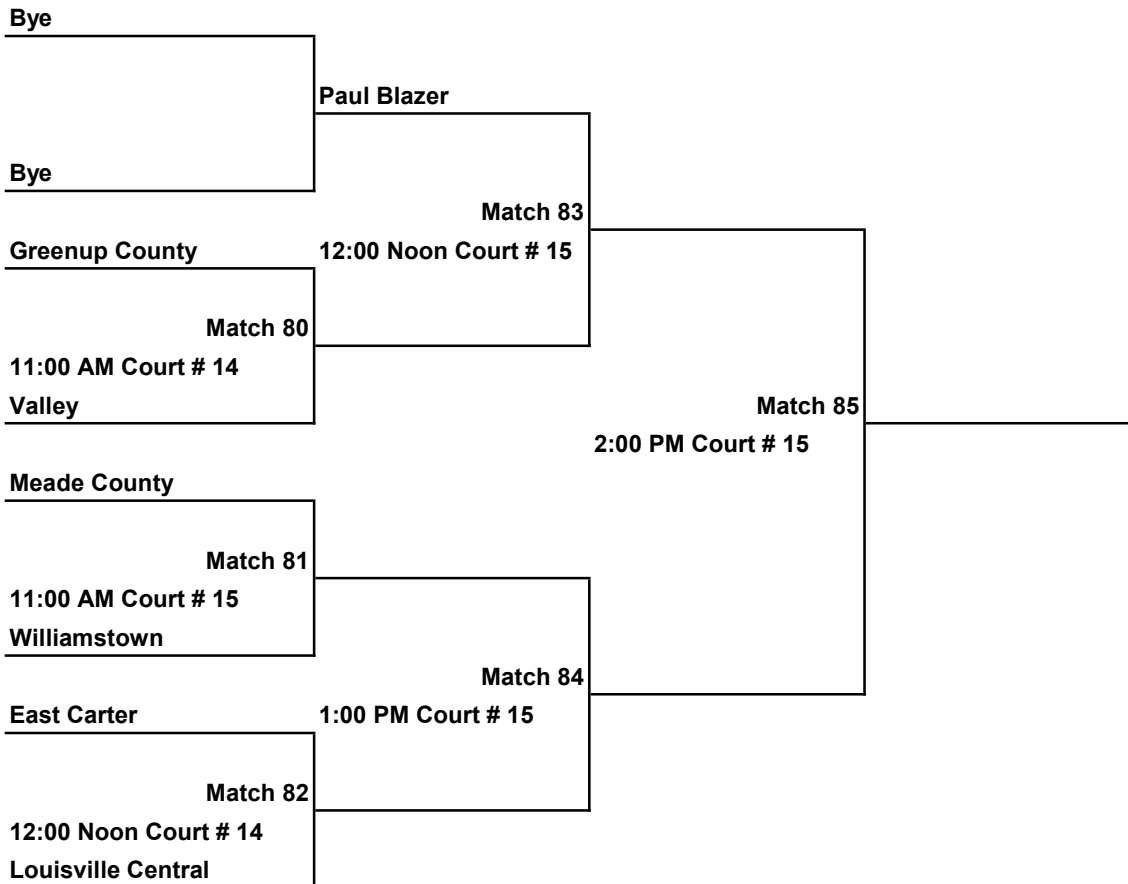 Bye
Paul Blazer
Bye
Match 83
Greenup County
12:00 Noon Court # 15
Match 80
11:00 AM Court # 14
Valley
Match 85
2:00 PM Court # 15
Meade County
Match 81
11:00 AM Court # 15
Williamstown
Match 84
East Carter
1:00 PM Court # 15
Match 82
12:00 Noon Court # 14
Louisville Central